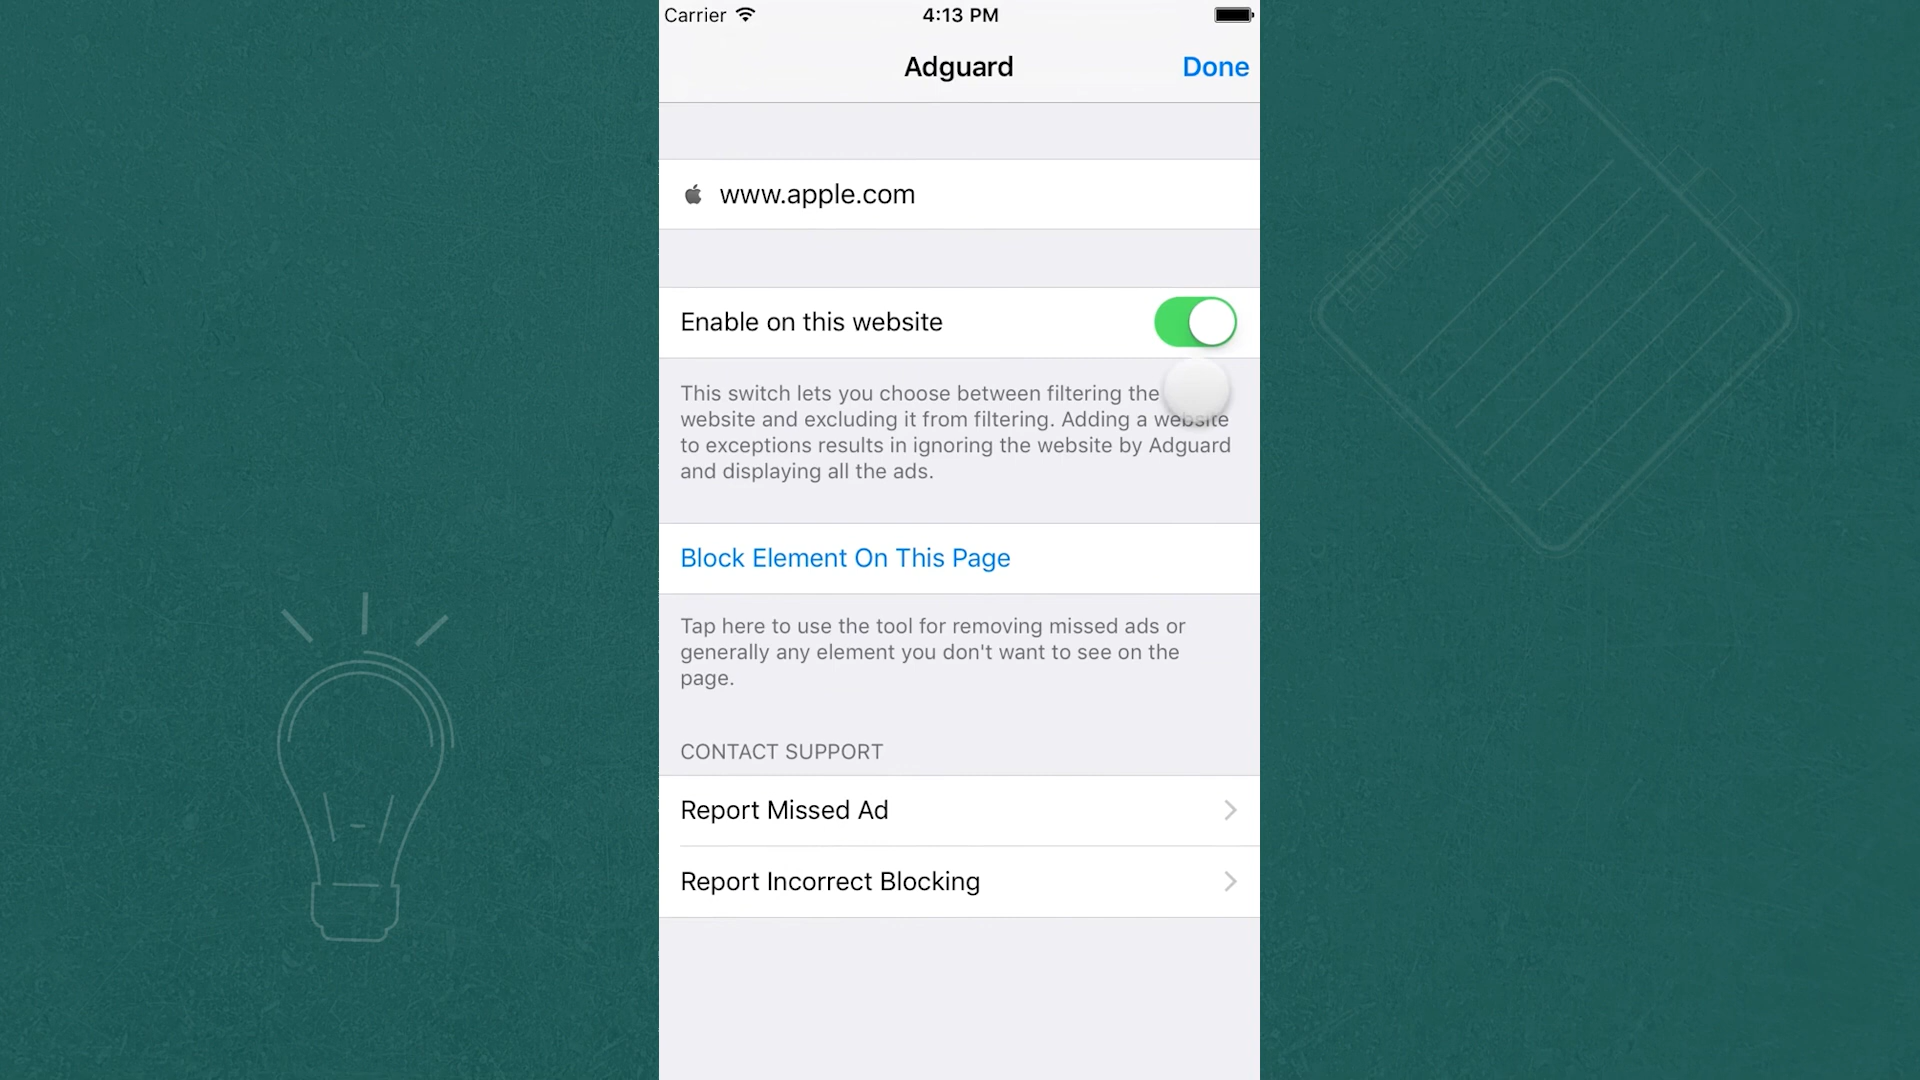 Carrier
4:13 PM
Adguard
Done
www.apple.com
Enable on this website
This switch lets you choose between filtering the
website and excluding it from filtering. Adding a website
to exceptions results in ignoring the website by Adguard
and displaying all the ads.
Block Element On This Page
Tap here to use the tool for removing missed ads or
generally any element you don't want to see on the
page.
CONTACT SUPPORT
Report Missed Ad
Report Incorrect Blocking